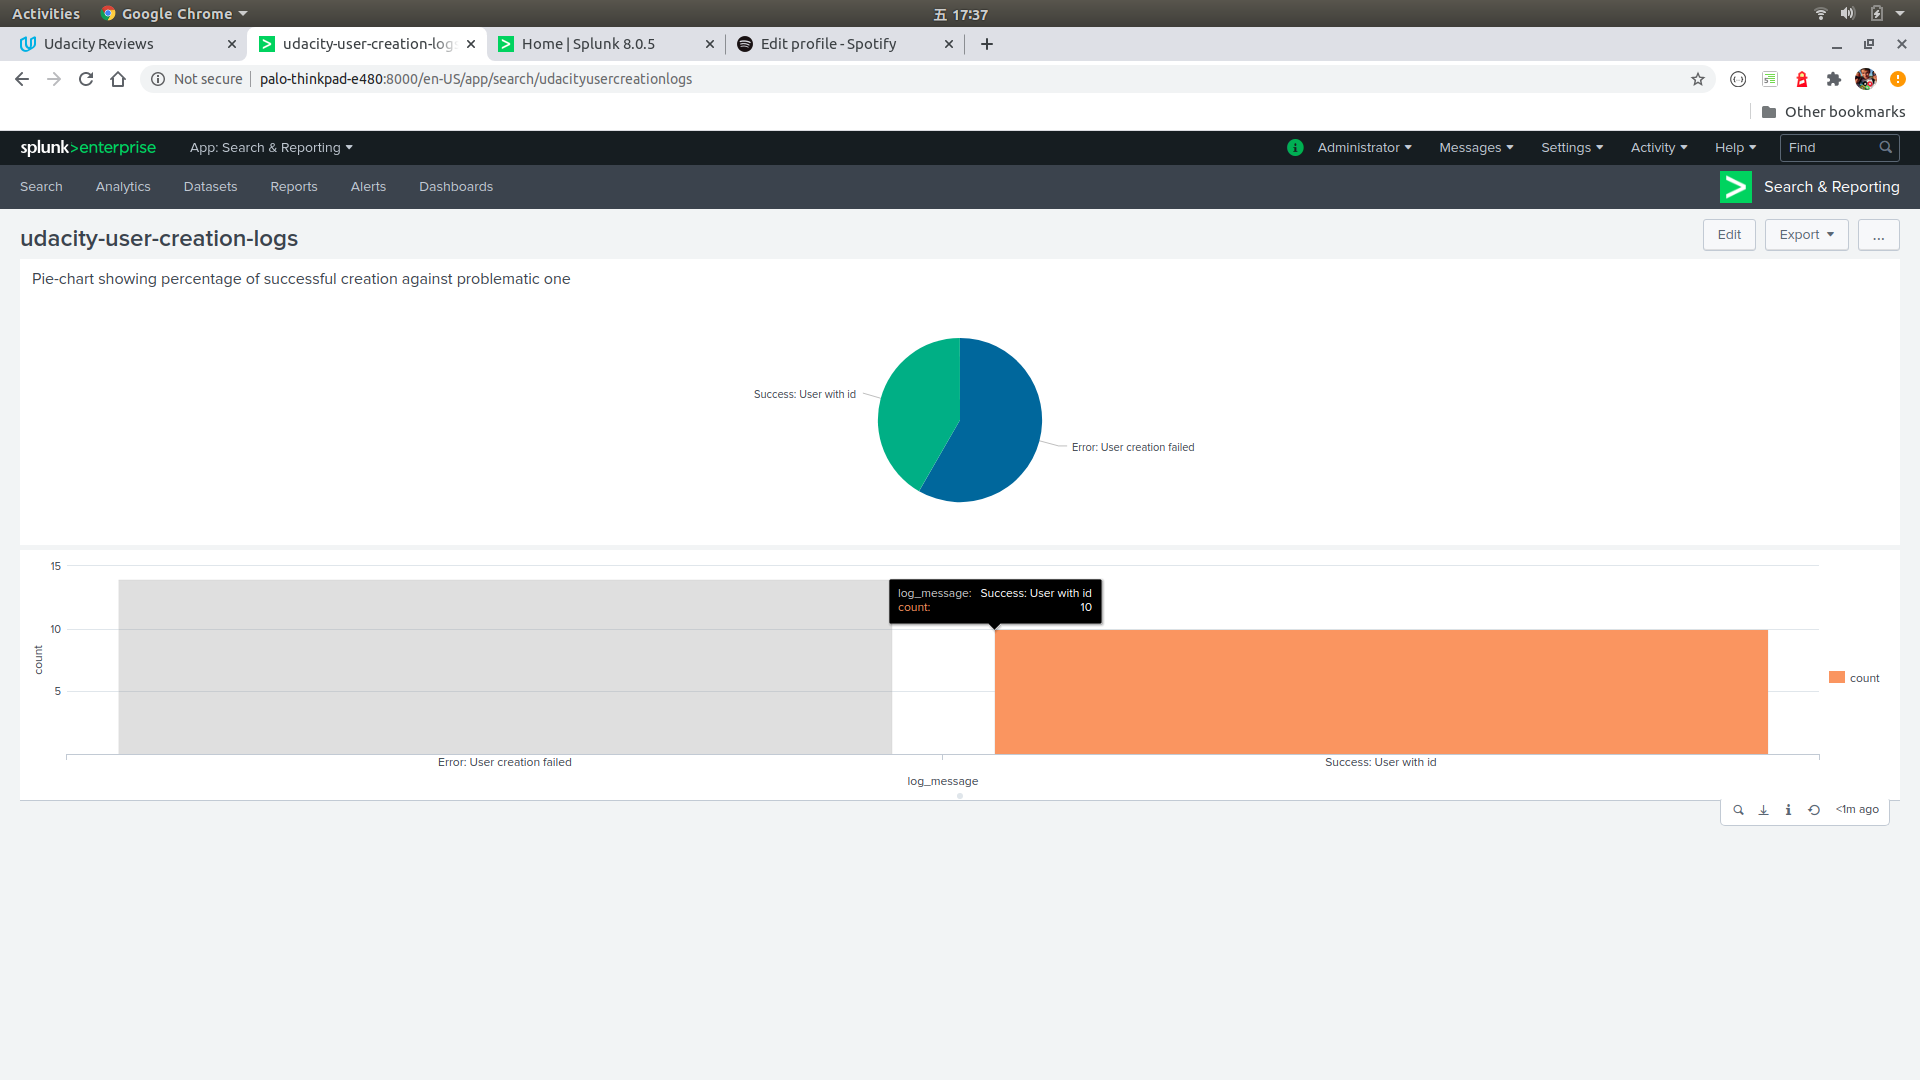 Activities Google Chrome 五 17:37
Udacity Reviews udacity-user-creation-logs Home | Splunk 8.0.5 Edit profile - Spotify
Not secure palo-thinkpad-e480:8000/en-US/app/search/udacityusercreationlogs
Other bookmarks
splunk>enterprise App: Search & Reporting Administrator Messages Settings Activity Help Find
Search Analytics Datasets Reports Alerts Dashboards Search & Reporting
udacity-user-creation-logs Edit Export ...
Pie-chart showing percentage of successful creation against problematic one
Success: User with id
Error: User creation failed
15
log_message: Success: User with id
count: 10
10
count
count
5
Error: User creation failed Success: User with id
log_message
<1m ago